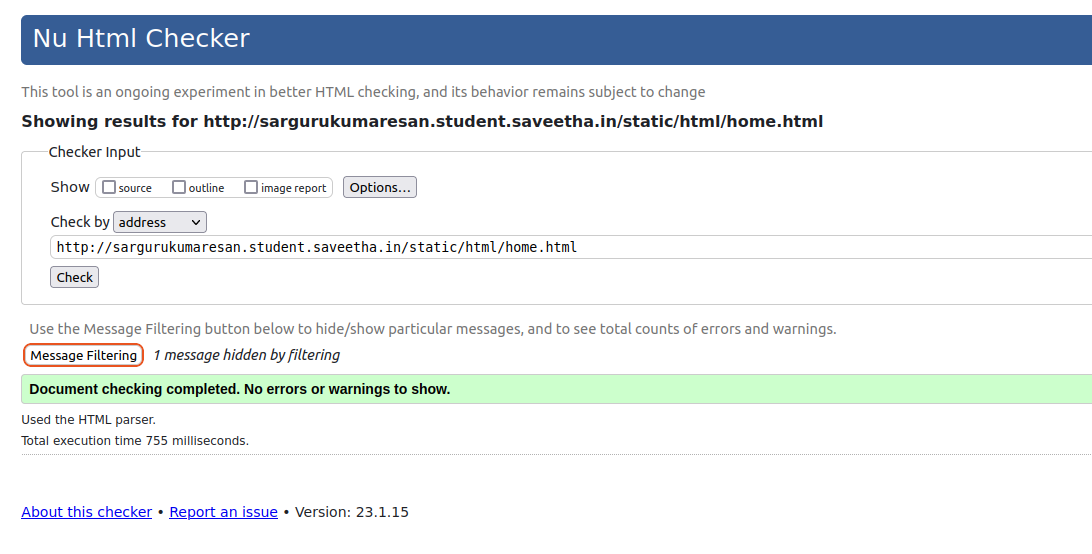 Nu Html Checker
This tool is an ongoing experiment in better HTML checking, and its behavior remains subject to change
Showing results for http://sargurukumaresan.student.saveetha.in/static/html/home.html
Checker Input
Show source outline image report Options...
Check by address
http://sargurukumaresan.student.saveetha.in/static/html/home.html
Check
Use the Message Filtering button below to hide/show particular messages, and to see total counts of errors and warnings.
Message Filtering 1 message hidden by filtering
Document checking completed. No errors or warnings to show.
Used the HTML parser.
Total execution time 755 milliseconds.
About this checker • Report an issue • Version: 23.1.15